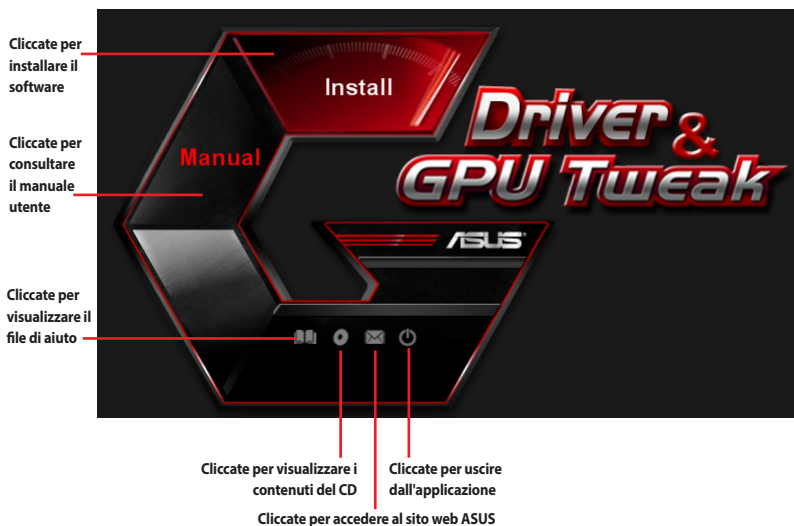 Cliccate per
installare il
software
Install
Driver &
GPU Tweak
Cliccate per
consultare
il manuale
utente
Manual
ASUS
Cliccate per
visualizzare il
file di aiuto
Cliccate per visualizzare i
contenuti del CD
Cliccate per uscire
dall'applicazione
Cliccate per accedere al sito web ASUS